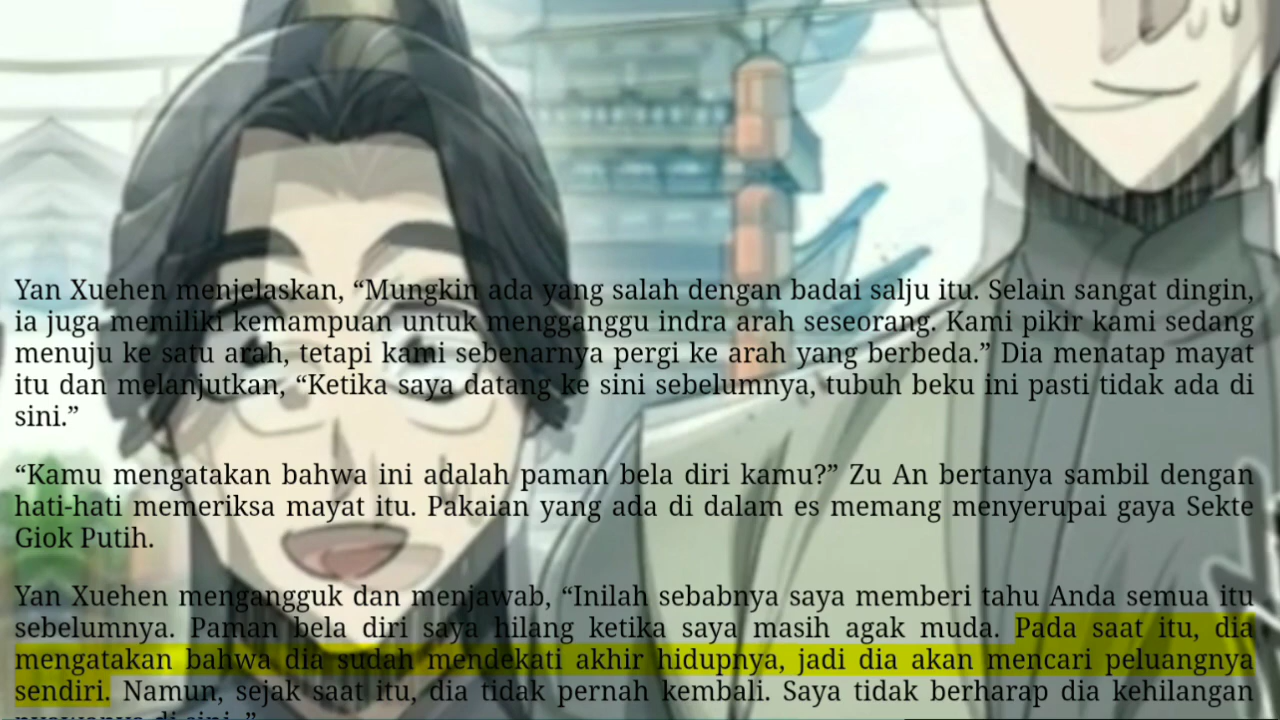 Yan Xuehen menjelaskan, “Mungkin ada yang salah dengan badai salju itu. Selain sangat dingin,
ia juga memiliki kemampuan untuk mengganggu indra arah seseorang. Kami pikir kami sedang
menuju ke satu arah, tetapi kami sebenarnya pergi ke arah yang berbeda.” Dia menatap mayat
itu dan melanjutkan, “Ketika saya datang ke sini sebelumnya, tubuh beku ini pasti tidak ada di
sini.”
“Kamu mengatakan bahwa ini adalah paman bela diri kamu?” Zu An bertanya sambil dengan
hati-hati memeriksa mayat itu. Pakaian yang ada di dalam es memang menyerupai gaya Sekte
Giok Putih.
Yan Xuehen mengangguk dan menjawab, “Inilah sebabnya saya memberi tahu Anda semua itu
sebelumnya. Paman bela diri saya hilang ketika saya masih agak muda. Pada saat itu, dia
mengatakan bahwa dia sudah mendekati akhir hidupnya, jadi dia akan mencari peluangnya
sendiri. Namun, sejak saat itu, dia tidak pernah kembali. Saya tidak berharap dia kehilangan